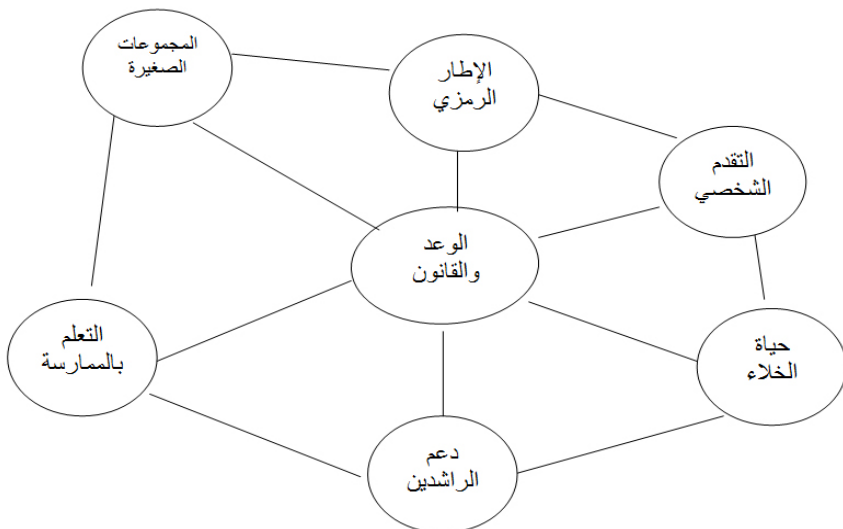 المجموعات
الصغيرة
الإطار
الرمزي
التقدم
الشخصي
الوعد
والقانون
التعلم
بالممارسة
حياة
الخلاء
دعم
الراشدين